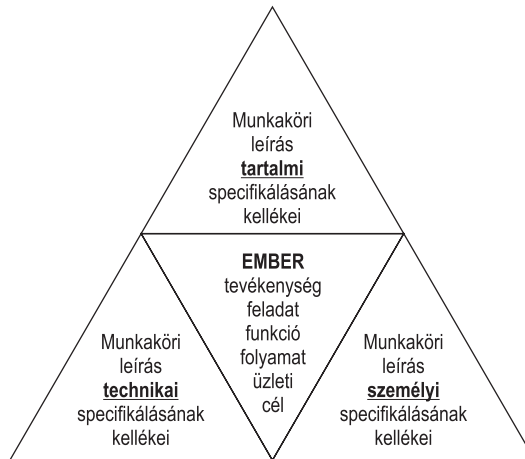 Munkaköri
leírás
tartalmi
specifikálásának
kellékei
EMBER
tevékenység
feladat
funkció
folyamat
üzleti
cél
Munkaköri
leírás
technikai
specifikálásának
kellékei
Munkaköri
leírás
személyi
specifikálásának
kellékei